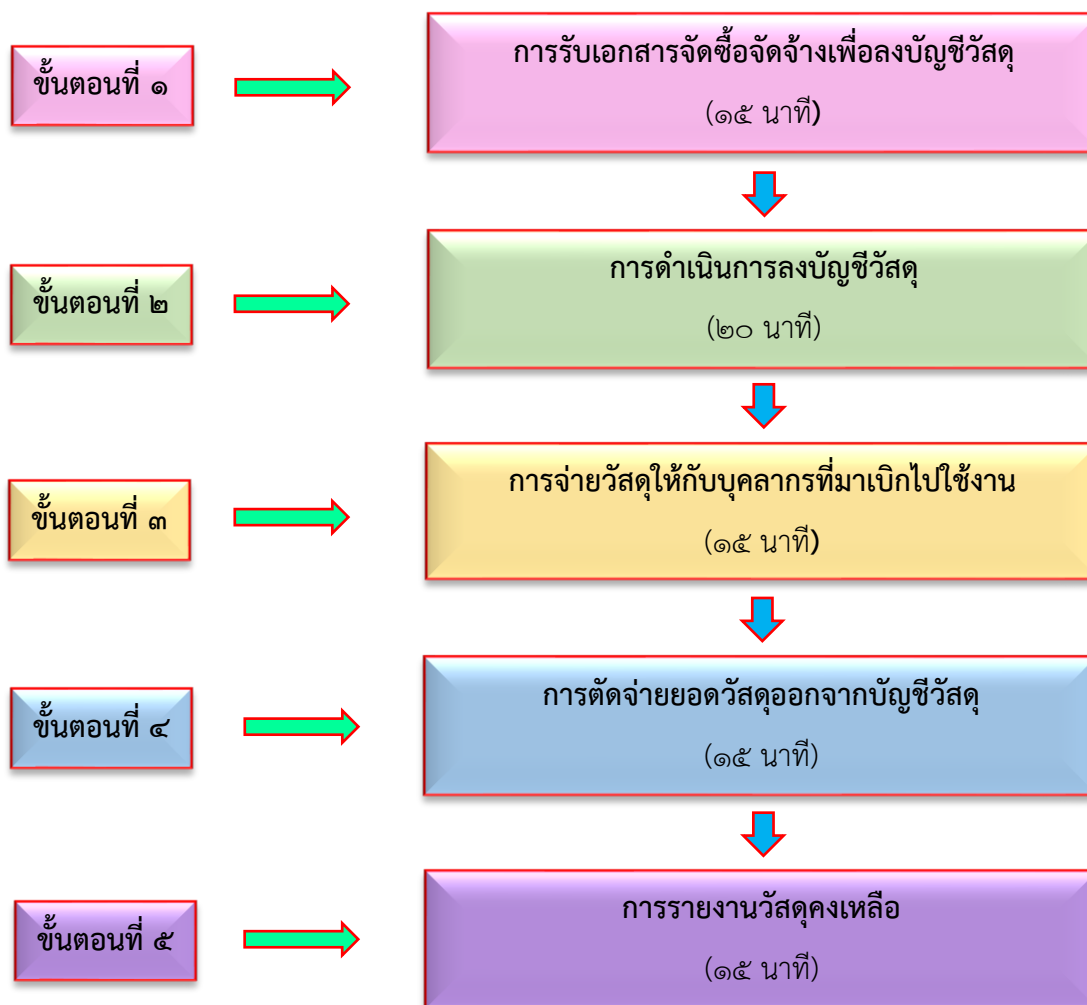 ขั้นตอนที่ ๑
การรับเอกสารจัดซื้อจัดจ้างเพื่อลงบัญชีวัสดุ
(๑๕ นาที)
ขั้นตอนที่ ๒
การดำเนินการลงบัญชีวัสดุ
(๒๐ นาที)
ขั้นตอนที่ ๓
การจ่ายวัสดุให้กับบุคลากรที่มาเบิกไปใช้งาน
(๑๕ นาที)
ขั้นตอนที่ ๔
การตัดจ่ายยอดวัสดุออกจากบัญชีวัสดุ
(๑๕ นาที)
ขั้นตอนที่ ๕
การรายงานวัสดุคงเหลือ
(๑๕ นาที)